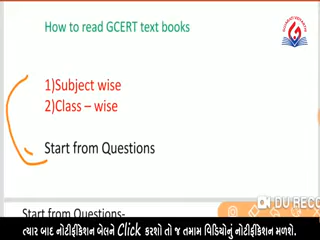 How to read GCERT text books
1)Subject wise
2)Class – wise
Start from Questions
DU RECO
Start from Questions-
ત્યાર બાદ નોટીફીકેશન બેલને Click કરશો તો જ તમામ વિડિયોનું નોટીફીકેશન મળશે.